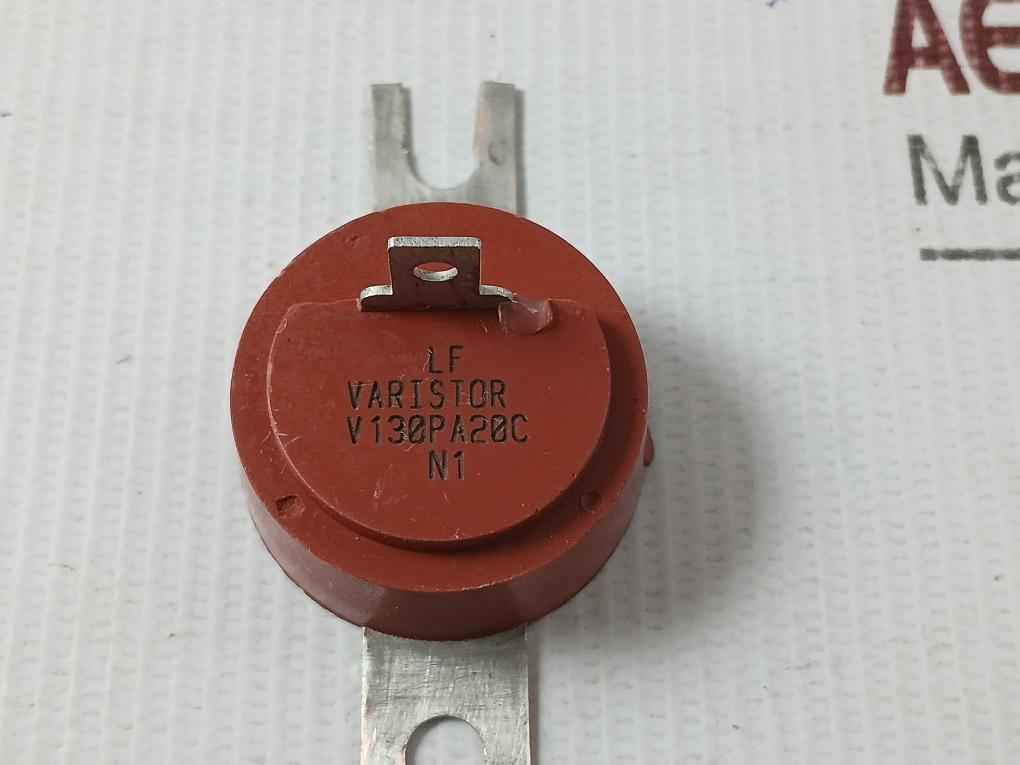 LF
VARISTOR
V130PA20C
N1